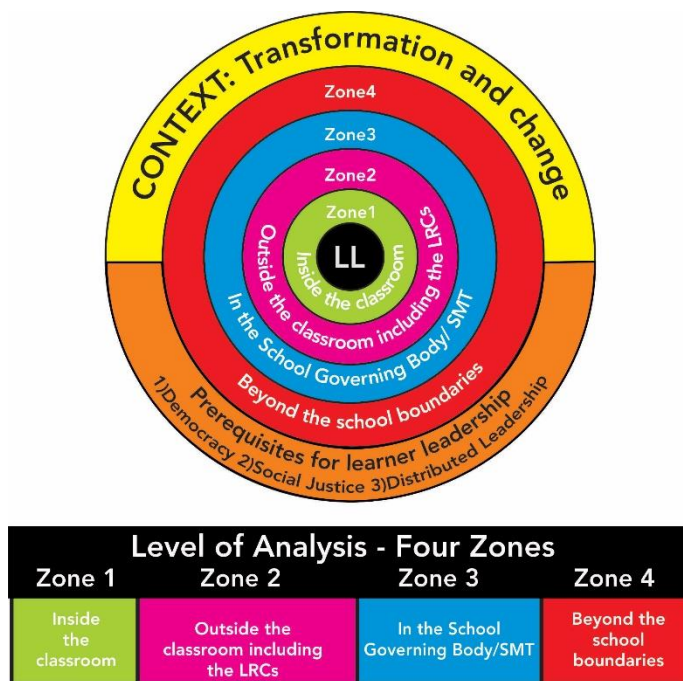 CONTEXT: Transformation and change
Zone4
Zone3
Zone2
Zone1
LL
Inside the classroom
Outside the classroom including the LRCs
In the School Governing Body/ SMT
Beyond the school boundaries
Prerequisites for learner leadership
1)Democracy 2)Social Justice 3)Distributed Leadership
Level of Analysis - Four Zones
Zone 1 Zone 2 Zone 3 Zone 4
Inside
the
classroom
Outside the
classroom including
the LRCs
In the School
Governing Body/SMT
Beyond the
school
boundaries